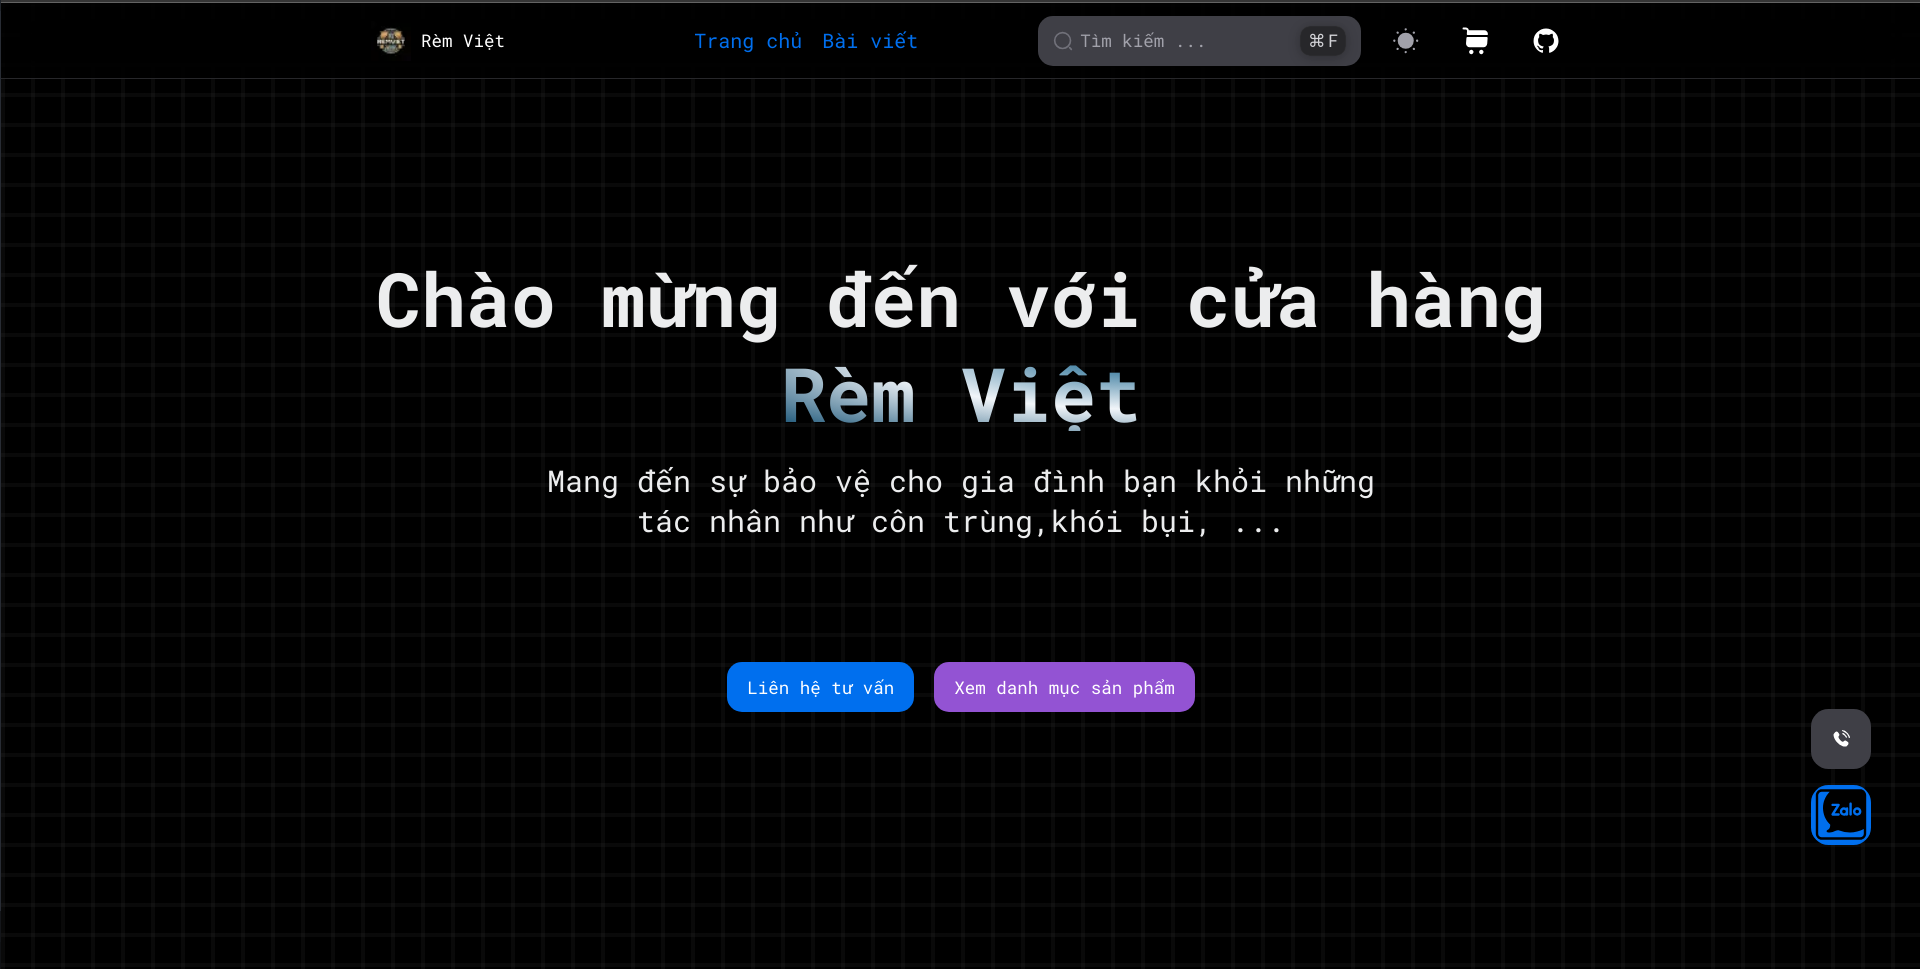 Rèm Việt
Trang chủ Bài viết
Tìm kiếm ...
⌘F
Chào mừng đến với cửa hàng
Rèm Việt
Mang đến sự bảo vệ cho gia đình bạn khỏi những
tác nhân như côn trùng,khói bụi, ...
Liên hệ tư vấn
Xem danh mục sản phẩm
Zalo